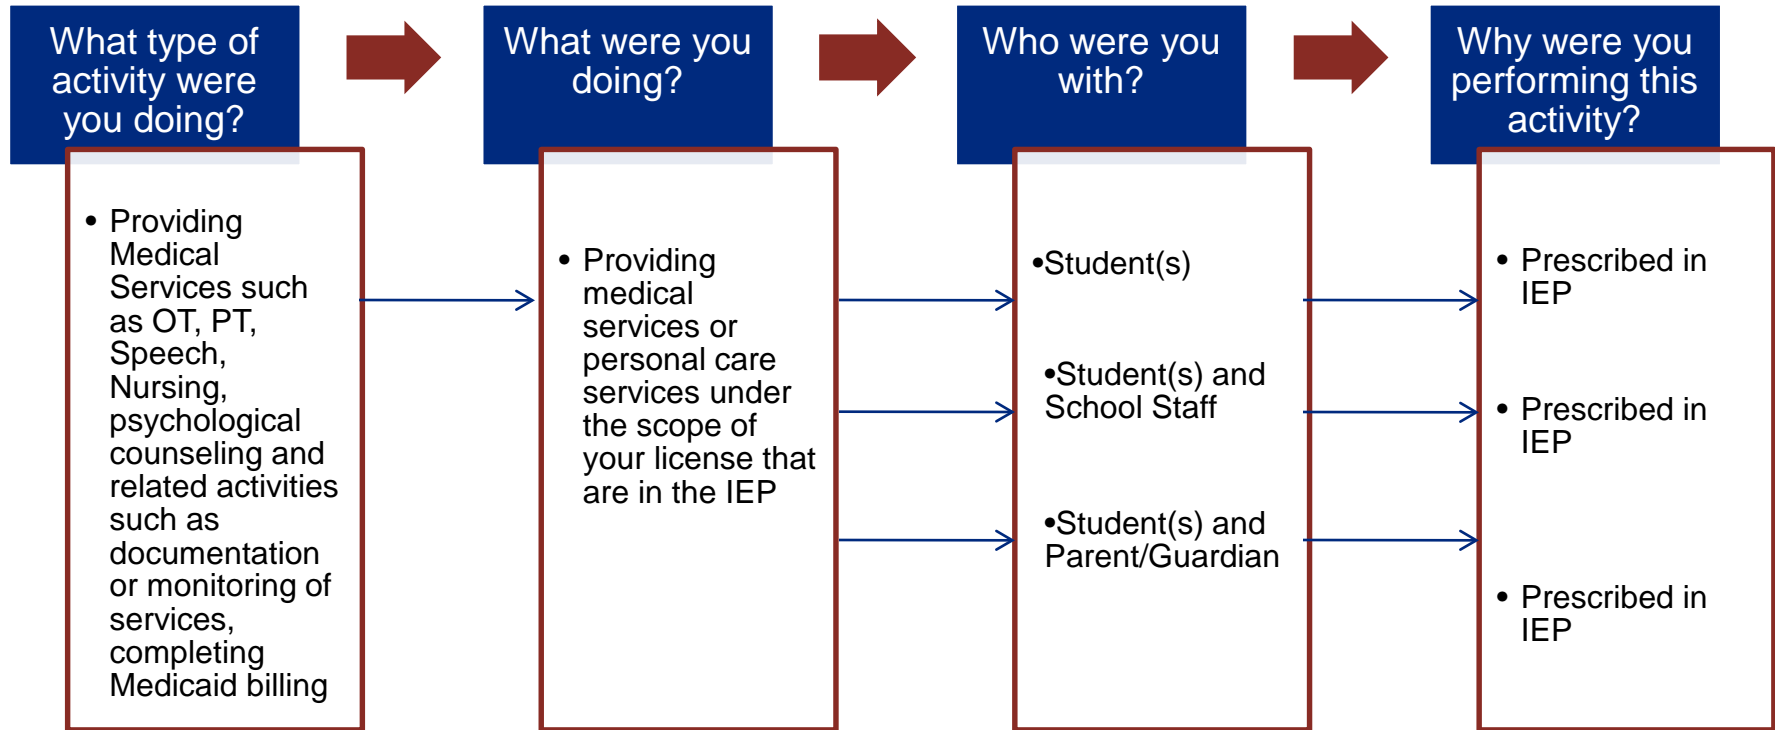 What type of
activity were
you doing?
What were you
doing?
Who were you
with?
Why were you
performing this
activity?
• Providing
Medical
Services such
as OT, PT,
Speech,
Nursing,
psychological
counseling and
related activities
such as
documentation
or monitoring of
services,
completing
Medicaid billing
• Providing
medical
services or
personal care
services under
the scope of
your license that
are in the IEP
•Student(s)
•Student(s) and
School Staff
•Student(s) and
Parent/Guardian
• Prescribed in
IEP
• Prescribed in
IEP
• Prescribed in
IEP